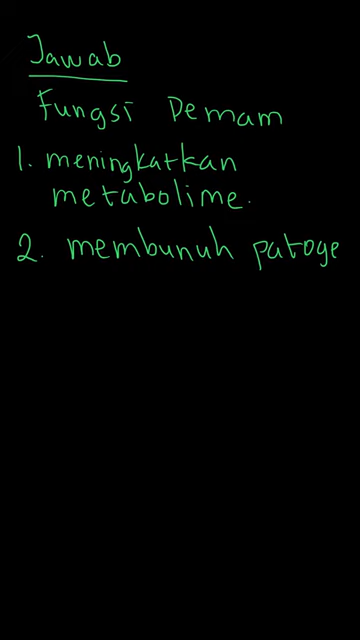 Jawab
Fungsi Demam
1. meningkatkan
metabolime.
2. membunuh patoge